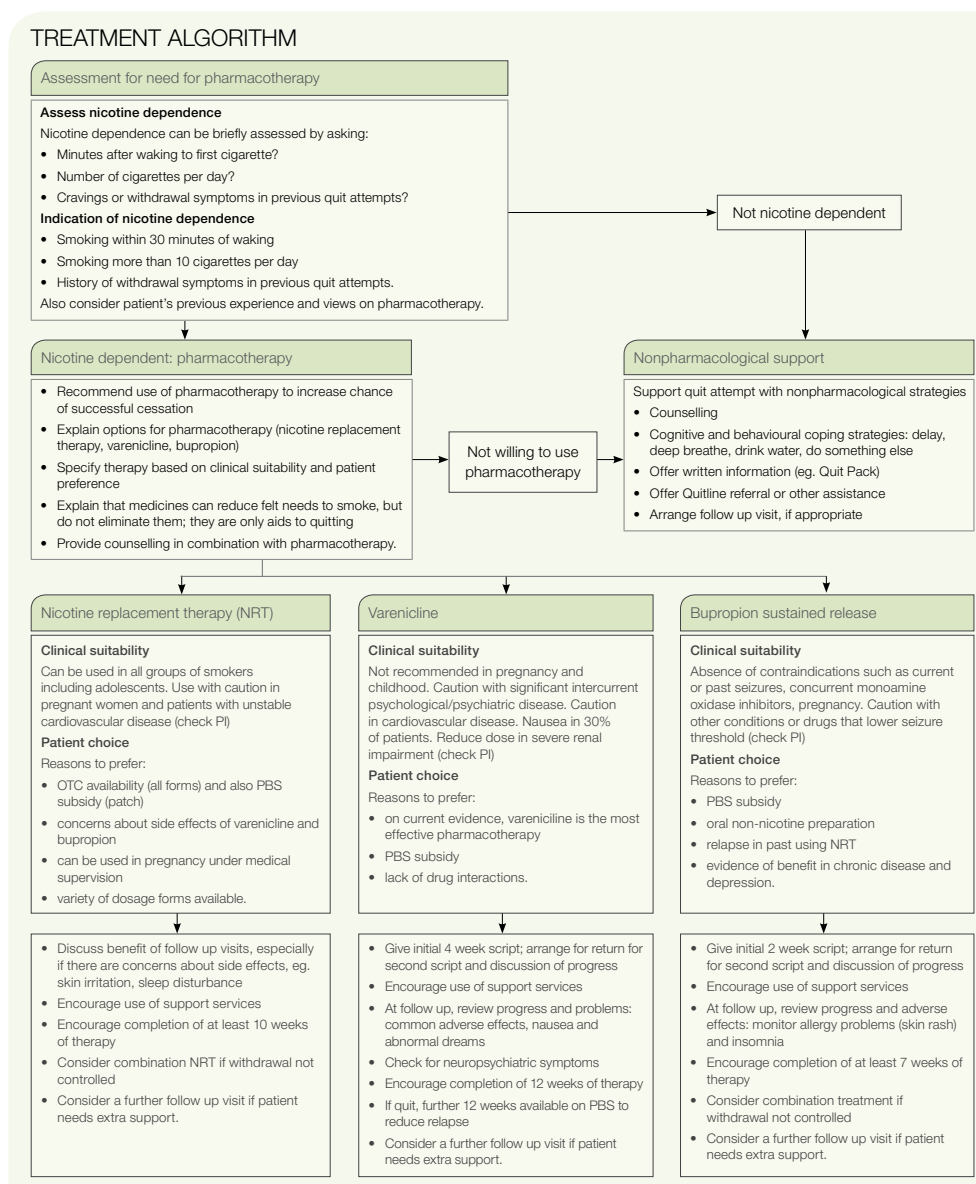 TREATMENT ALGORITHM
Assessment for need for pharmacotherapy
Assess nicotine dependence
Nicotine dependence can be briefly assessed by asking:
• Minutes after waking to first cigarette?
• Number of cigarettes per day?
• Cravings or withdrawal symptoms in previous quit attempts?
Indication of nicotine dependence
• Smoking within 30 minutes of waking
• Smoking more than 10 cigarettes per day
• History of withdrawal symptoms in previous quit attempts.
Also consider patient's previous experience and views on pharmacotherapy.
Not nicotine dependent
Nicotine dependent: pharmacotherapy
• Recommend use of pharmacotherapy to increase chance
of successful cessation
• Explain options for pharmacotherapy (nicotine replacement
therapy, varenicline, bupropion)
• Specify therapy based on clinical suitability and patient
preference
• Explain that medicines can reduce felt needs to smoke, but
do not eliminate them; they are only aids to quitting
• Provide counselling in combination with pharmacotherapy.
Not willing to use
pharmacotherapy
Nonpharmacological support
Support quit attempt with nonpharmacological strategies
• Counselling
• Cognitive and behavioural coping strategies: delay,
deep breathe, drink water, do something else
• Offer written information (eg. Quit Pack)
• Offer Quitline referral or other assistance
• Arrange follow up visit, if appropriate
Nicotine replacement therapy (NRT)
Clinical suitability
Can be used in all groups of smokers
including adolescents. Use with caution in
pregnant women and patients with unstable
cardiovascular disease (check PI)
Patient choice
Reasons to prefer:
• OTC availability (all forms) and also PBS
subsidy (patch)
• concerns about side effects of varenicline and
bupropion
• can be used in pregnancy under medical
supervision
• variety of dosage forms available.
• Discuss benefit of follow up visits, especially
if there are concerns about side effects, eg.
skin irritation, sleep disturbance
• Encourage use of support services
• Encourage completion of at least 10 weeks
of therapy
• Consider combination NRT if withdrawal not
controlled
• Consider a further follow up visit if patient
needs extra support.
Varenicline
Clinical suitability
Not recommended in pregnancy and
childhood. Caution with significant intercurrent
psychological/psychiatric disease. Caution
in cardiovascular disease. Nausea in 30%
of patients. Reduce dose in severe renal
impairment (check PI)
Patient choice
Reasons to prefer:
• on current evidence, vareniciline is the most
effective pharmacotherapy
• PBS subsidy
• lack of drug interactions.
• Give initial 4 week script; arrange for return for
second script and discussion of progress
• Encourage use of support services
• At follow up, review progress and problems:
common adverse effects, nausea and
abnormal dreams
• Check for neuropsychiatric symptoms
• Encourage completion of 12 weeks of therapy
• If quit, further 12 weeks available on PBS to
reduce relapse
• Consider a further follow up visit if patient
needs extra support.
Bupropion sustained release
Clinical suitability
Absence of contraindications such as current
or past seizures, concurrent monoamine
oxidase inhibitors, pregnancy. Caution with
other conditions or drugs that lower seizure
threshold (check PI)
Patient choice
Reasons to prefer:
• PBS subsidy
• oral non-nicotine preparation
• relapse in past using NRT
• evidence of benefit in chronic disease and
depression.
• Give initial 2 week script; arrange for return
for second script and discussion of progress
• Encourage use of support services
• At follow up, review progress and adverse
effects: monitor allergy problems (skin rash)
and insomnia
• Encourage completion of at least 7 weeks of
therapy
• Consider combination treatment if
withdrawal not controlled
• Consider a further follow up visit if patient
needs extra support.